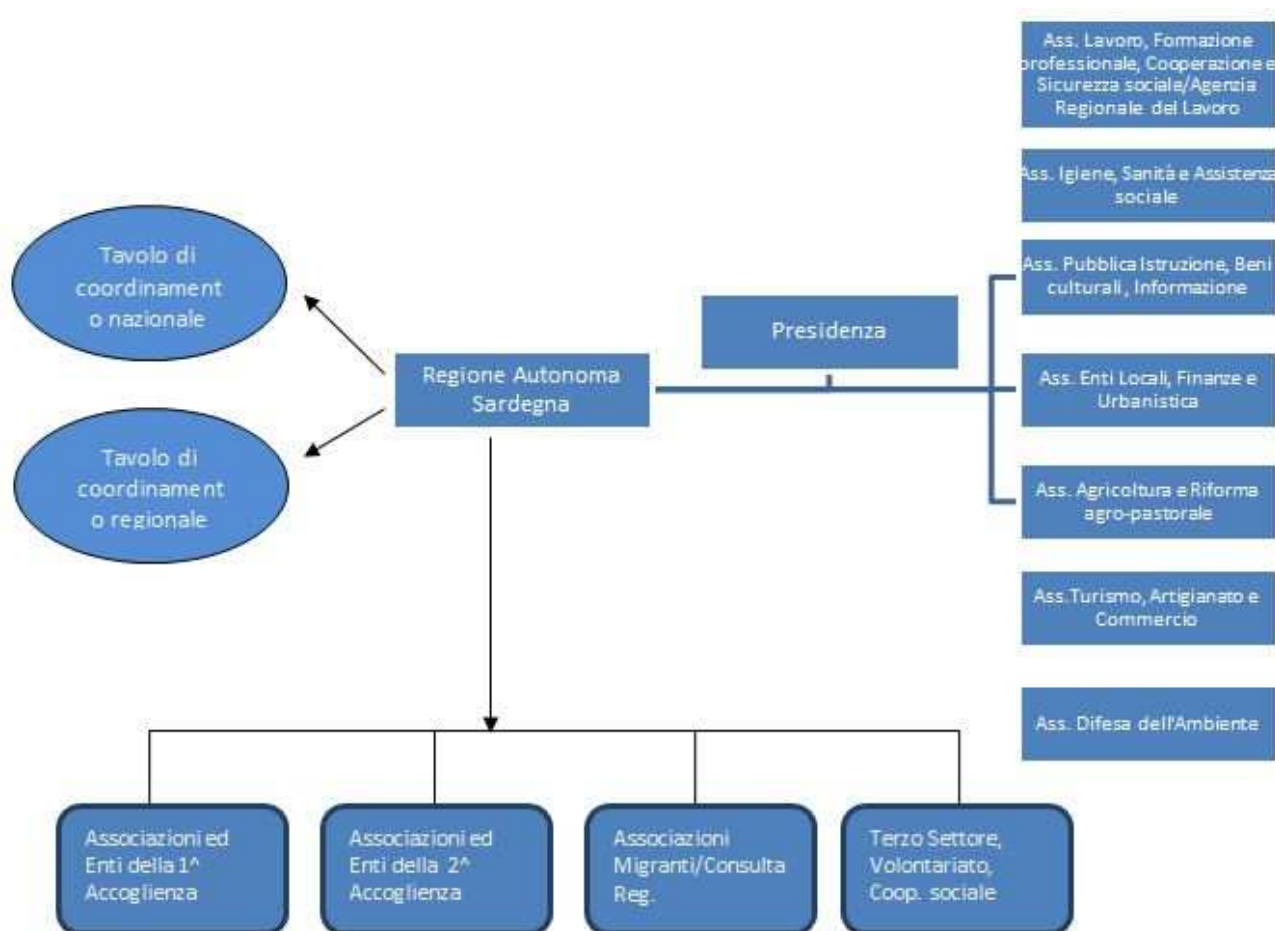 Ass. Lavoro, Formazione
professionale, Cooperazione e
Sicurezza sociale/Agenzia
Regionale del Lavoro
Ass. Igiene, Sanità e Assistenza
sociale
Tavolo di
coordinament
o nazionale
Ass. Pubblica Istruzione, Beni
culturali, Informazione
Presidenza
Regione Autonoma
Sardegna
Ass. Enti Locali, Finanze e
Urbanistica
Tavolo di
coordinament
o regionale
Ass. Agricoltura e Riforma
agro-pastorale
Ass.Turismo, Artigianato e
Commercio
Ass. Difesa dell'Ambiente
Associazioni ed
Enti della 1^
Accoglienza
Associazioni ed
Enti della 2^
Accoglienza
Associazioni
Migranti/Consulta
Reg.
Terzo Settore,
Volontariato,
Coop. sociale